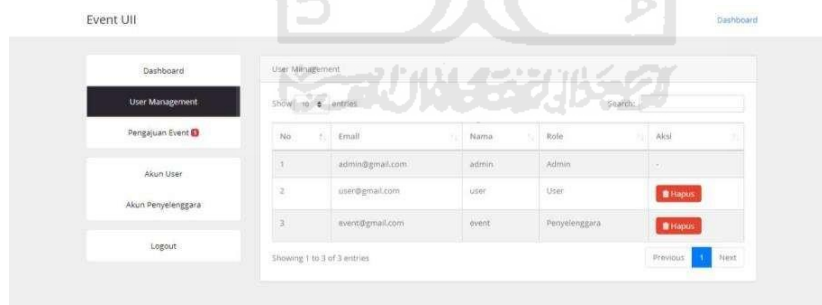 Event UII
Dashboard
Dashboard
User Management
Pengajuan Event
Akun User
Akun Penyelenggara
Logout
User Management
Show 10 entries
Search:
No Email Nama Role Aksi
1 admin@gmail.com admin Admin -
2 user@gmail.com user User Hapus
3 event@gmail.com event Penyelenggara Hapus
Showing 1 to 3 of 3 entries
Previous 1 Next